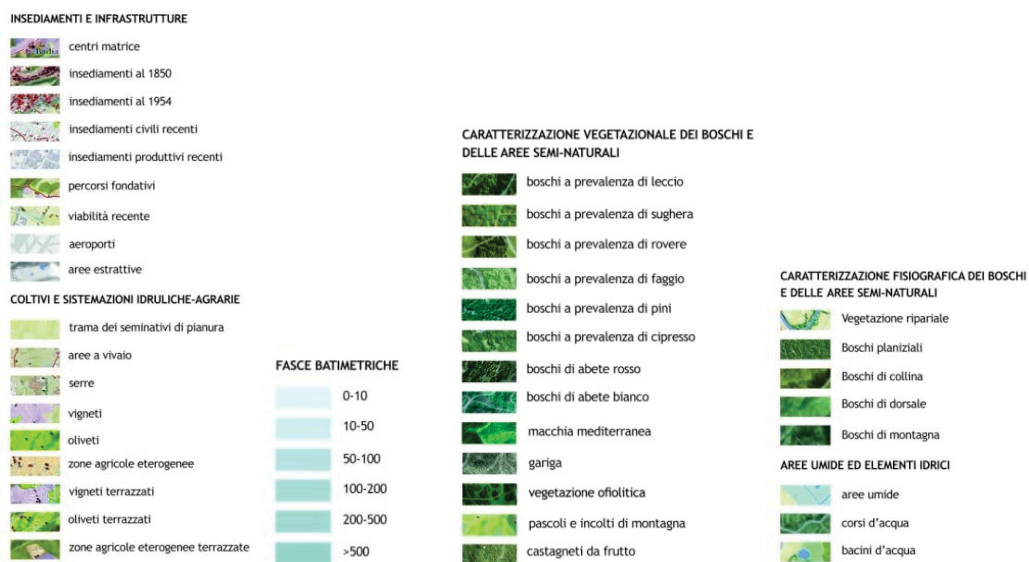 INSEDIAMENTI E INFRASTRUTTURE
Badia
centri matrice
insediamenti al 1850
insediamenti al 1954
insediamenti civili recenti
insediamenti produttivi recenti
percorsi fondativi
viabilità recente
aeroporti
aree estrattive
COLTIVI E SISTEMAZIONI IDRULICHE-AGRARIE
trama dei seminativi di pianura
aree a vivaio
serre
vigneti
oliveti
zone agricole eterogenee
vigneti terrazzati
oliveti terrazzati
zone agricole eterogenee terrazzate
FASCE BATIMETRICHE
0-10
10-50
50-100
100-200
200-500
>500
CARATTERIZZAZIONE VEGETAZIONALE DEI BOSCHI E
DELLE AREE SEMI-NATURALI
boschi a prevalenza di leccio
boschi a prevalenza di sughera
boschi a prevalenza di rovere
boschi a prevalenza di faggio
boschi a prevalenza di pini
boschi a prevalenza di cipresso
boschi di abete rosso
boschi di abete bianco
macchia mediterranea
gariga
vegetazione ofiolitica
pascoli e incolti di montagna
castagneti da frutto
CARATTERIZZAZIONE FISIOGRAFICA DEI BOSCHI
E DELLE AREE SEMI-NATURALI
Vegetazione ripariale
Boschi planiziali
Boschi di collina
Boschi di dorsale
Boschi di montagna
AREE UMIDE ED ELEMENTI IDRICI
aree umide
corsi d'acqua
bacini d'acqua